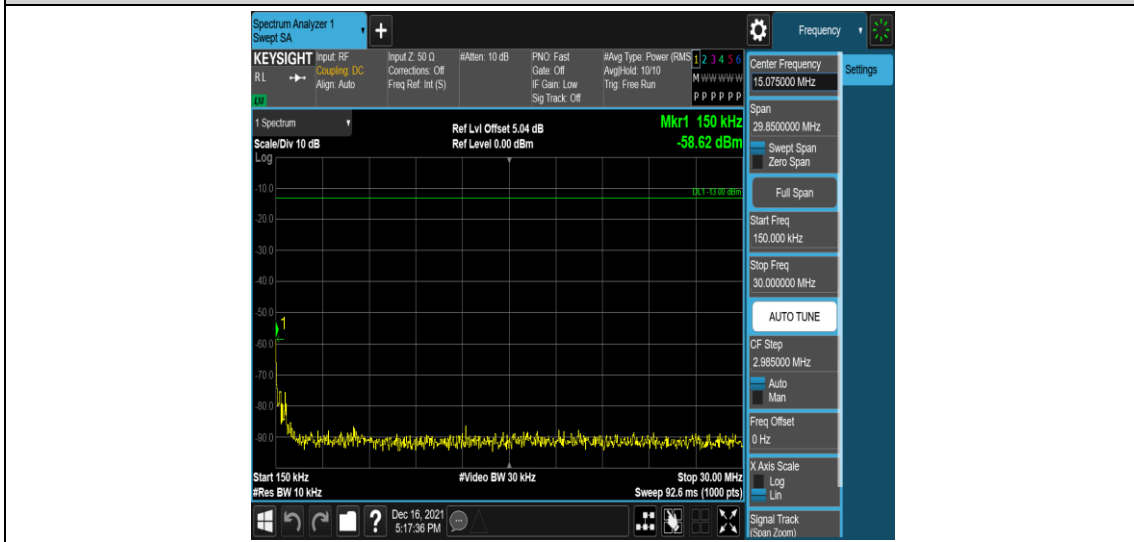 Spectrum Analyzer 1
Swept SA
+
Frequency
KEYSIGHT
RL
LXI
Input: RF
Coupling: DC
Align: Auto
Input Z: 50 Ω
Corrections: Off
Freq Ref: Int (S)
#Atten: 10 dB
PNO: Fast
Gate: Off
IF Gain: Low
Sig Track: Off
#Avg Type: Power (RMS
Avg|Hold: 10/10
Trig: Free Run
1 2 3 4 5 6
M W W W W W
P P P P P P
1 Spectrum
Scale/Div 10 dB
Log
Ref Lvl Offset 5.04 dB
Ref Level 0.00 dBm
Mkr1 150 kHz
-58.62 dBm
DL1 -13.00 dBm
-10.0
-20.0
-30.0
-40.0
-50.0
-60.0
-70.0
-80.0
-90.0
1
Start 150 kHz
#Res BW 10 kHz
#Video BW 30 kHz
Stop 30.00 MHz
Sweep 92.6 ms (1000 pts)
Center Frequency
15.075000 MHz
Settings
Span
29.8500000 MHz
Swept Span
Zero Span
Full Span
Start Freq
150.000 kHz
Stop Freq
30.000000 MHz
AUTO TUNE
CF Step
2.985000 MHz
Auto
Man
Freq Offset
0 Hz
X Axis Scale
Log
Lin
Signal Track
(Span Zoom)
?
Dec 16, 2021
5:17:36 PM